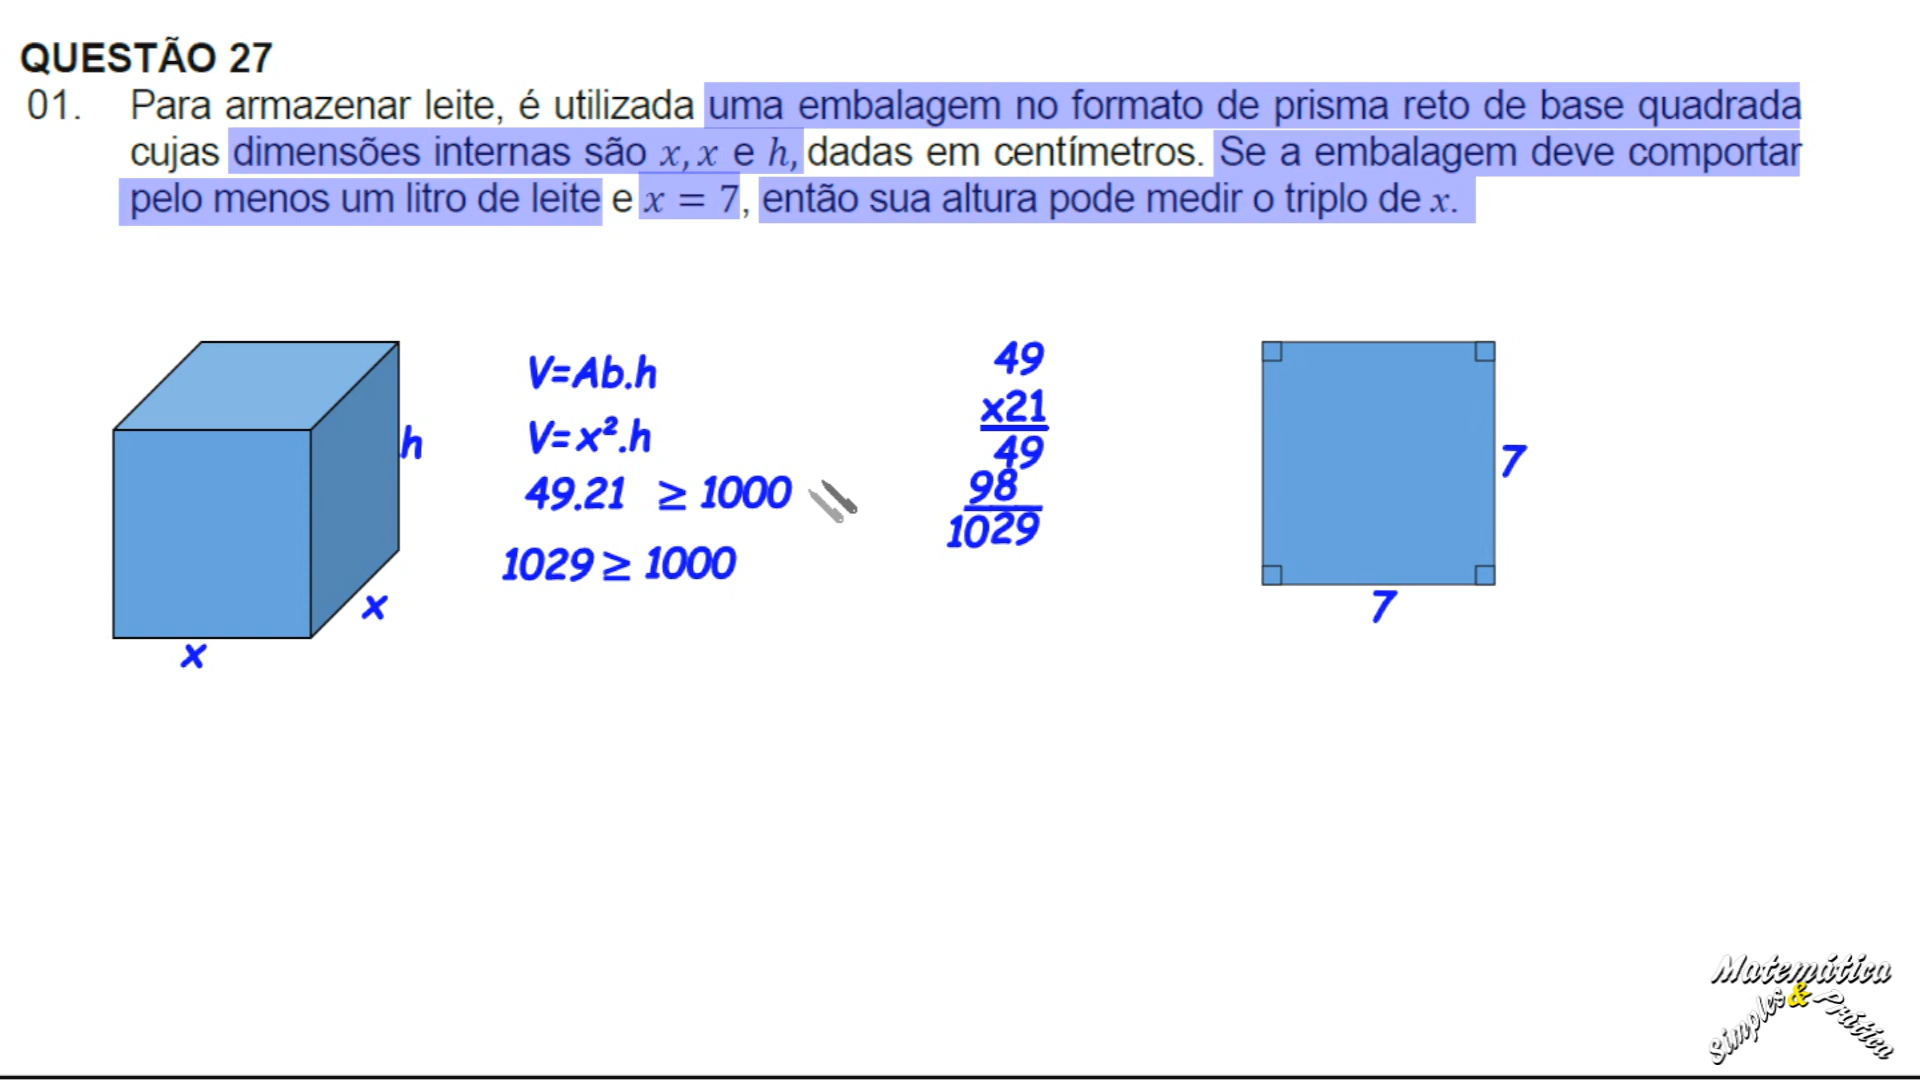 QUESTÃO 27
01. Para armazenar leite, é utilizada uma embalagem no formato de prisma reto de base quadrada
cujas dimensões internas são x, x e h, dadas em centímetros. Se a embalagem deve comportar
pelo menos um litro de leite e x = 7, então sua altura pode medir o triplo de x.
h
x
x
V=Ab.h
V=x².h
49.21 ≥ 1000
1029 ≥ 1000
49
x21
49
98
1029
7
7
Matemática
Simples & Prática